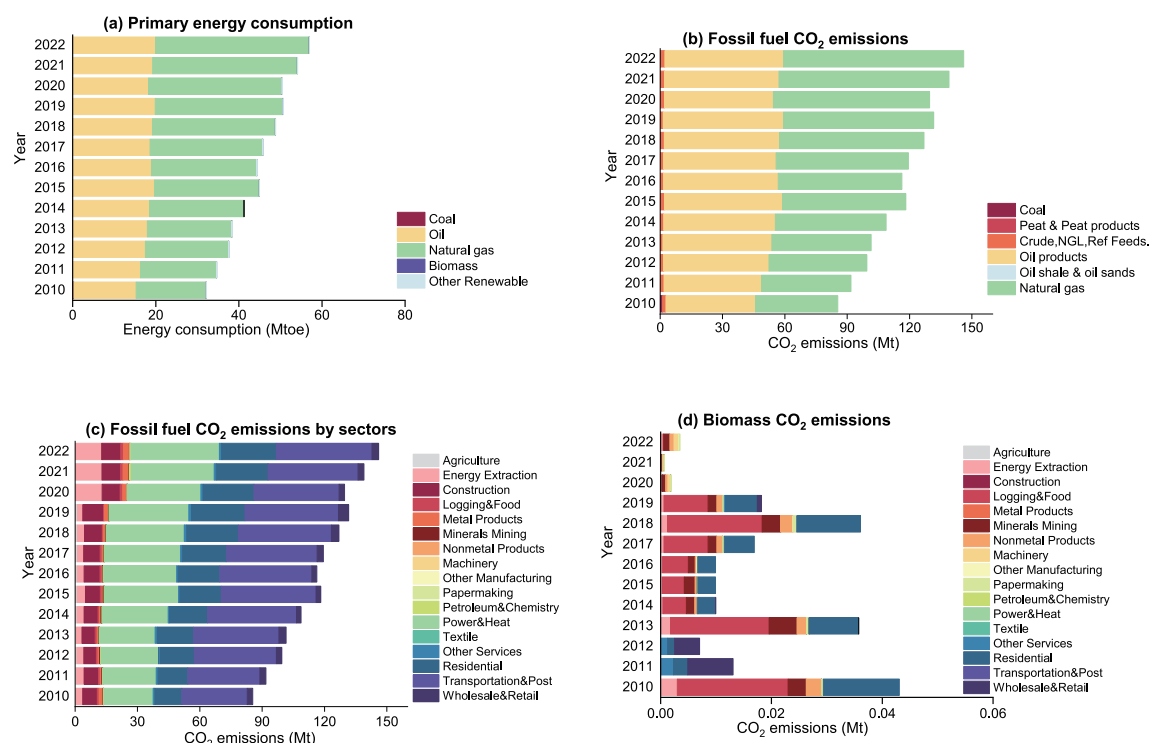 (a) Primary energy consumption
2022
2021
2020
2019
2018
2017
2016
2015
2014
2013
2012
2011
2010
Year
0 20 40 60 80
Energy consumption (Mtoe)
Coal
Oil
Natural gas
Biomass
Other Renewable
(b) Fossil fuel CO₂ emissions
2022
2021
2020
2019
2018
2017
2016
2015
2014
2013
2012
2011
2010
Year
0 30 60 90 120 150
CO₂ emissions (Mt)
Coal
Peat & Peat products
Crude,NGL,Ref Feeds.
Oil products
Oil shale & oil sands
Natural gas
(c) Fossil fuel CO₂ emissions by sectors
2022
2021
2020
2019
2018
2017
2016
2015
2014
2013
2012
2011
2010
Year
0 30 60 90 120 150
CO₂ emissions (Mt)
Agriculture
Energy Extraction
Construction
Logging&Food
Metal Products
Minerals Mining
Nonmetal Products
Machinery
Other Manufacturing
Papermaking
Petroleum&Chemistry
Power&Heat
Textile
Other Services
Residential
Transportation&Post
Wholesale&Retail
(d) Biomass CO₂ emissions
2022
2021
2020
2019
2018
2017
2016
2015
2014
2013
2012
2011
2010
Year
0.00 0.02 0.04 0.06
CO₂ emissions (Mt)
Agriculture
Energy Extraction
Construction
Logging&Food
Metal Products
Minerals Mining
Nonmetal Products
Machinery
Other Manufacturing
Papermaking
Petroleum&Chemistry
Power&Heat
Textile
Other Services
Residential
Transportation&Post
Wholesale&Retail